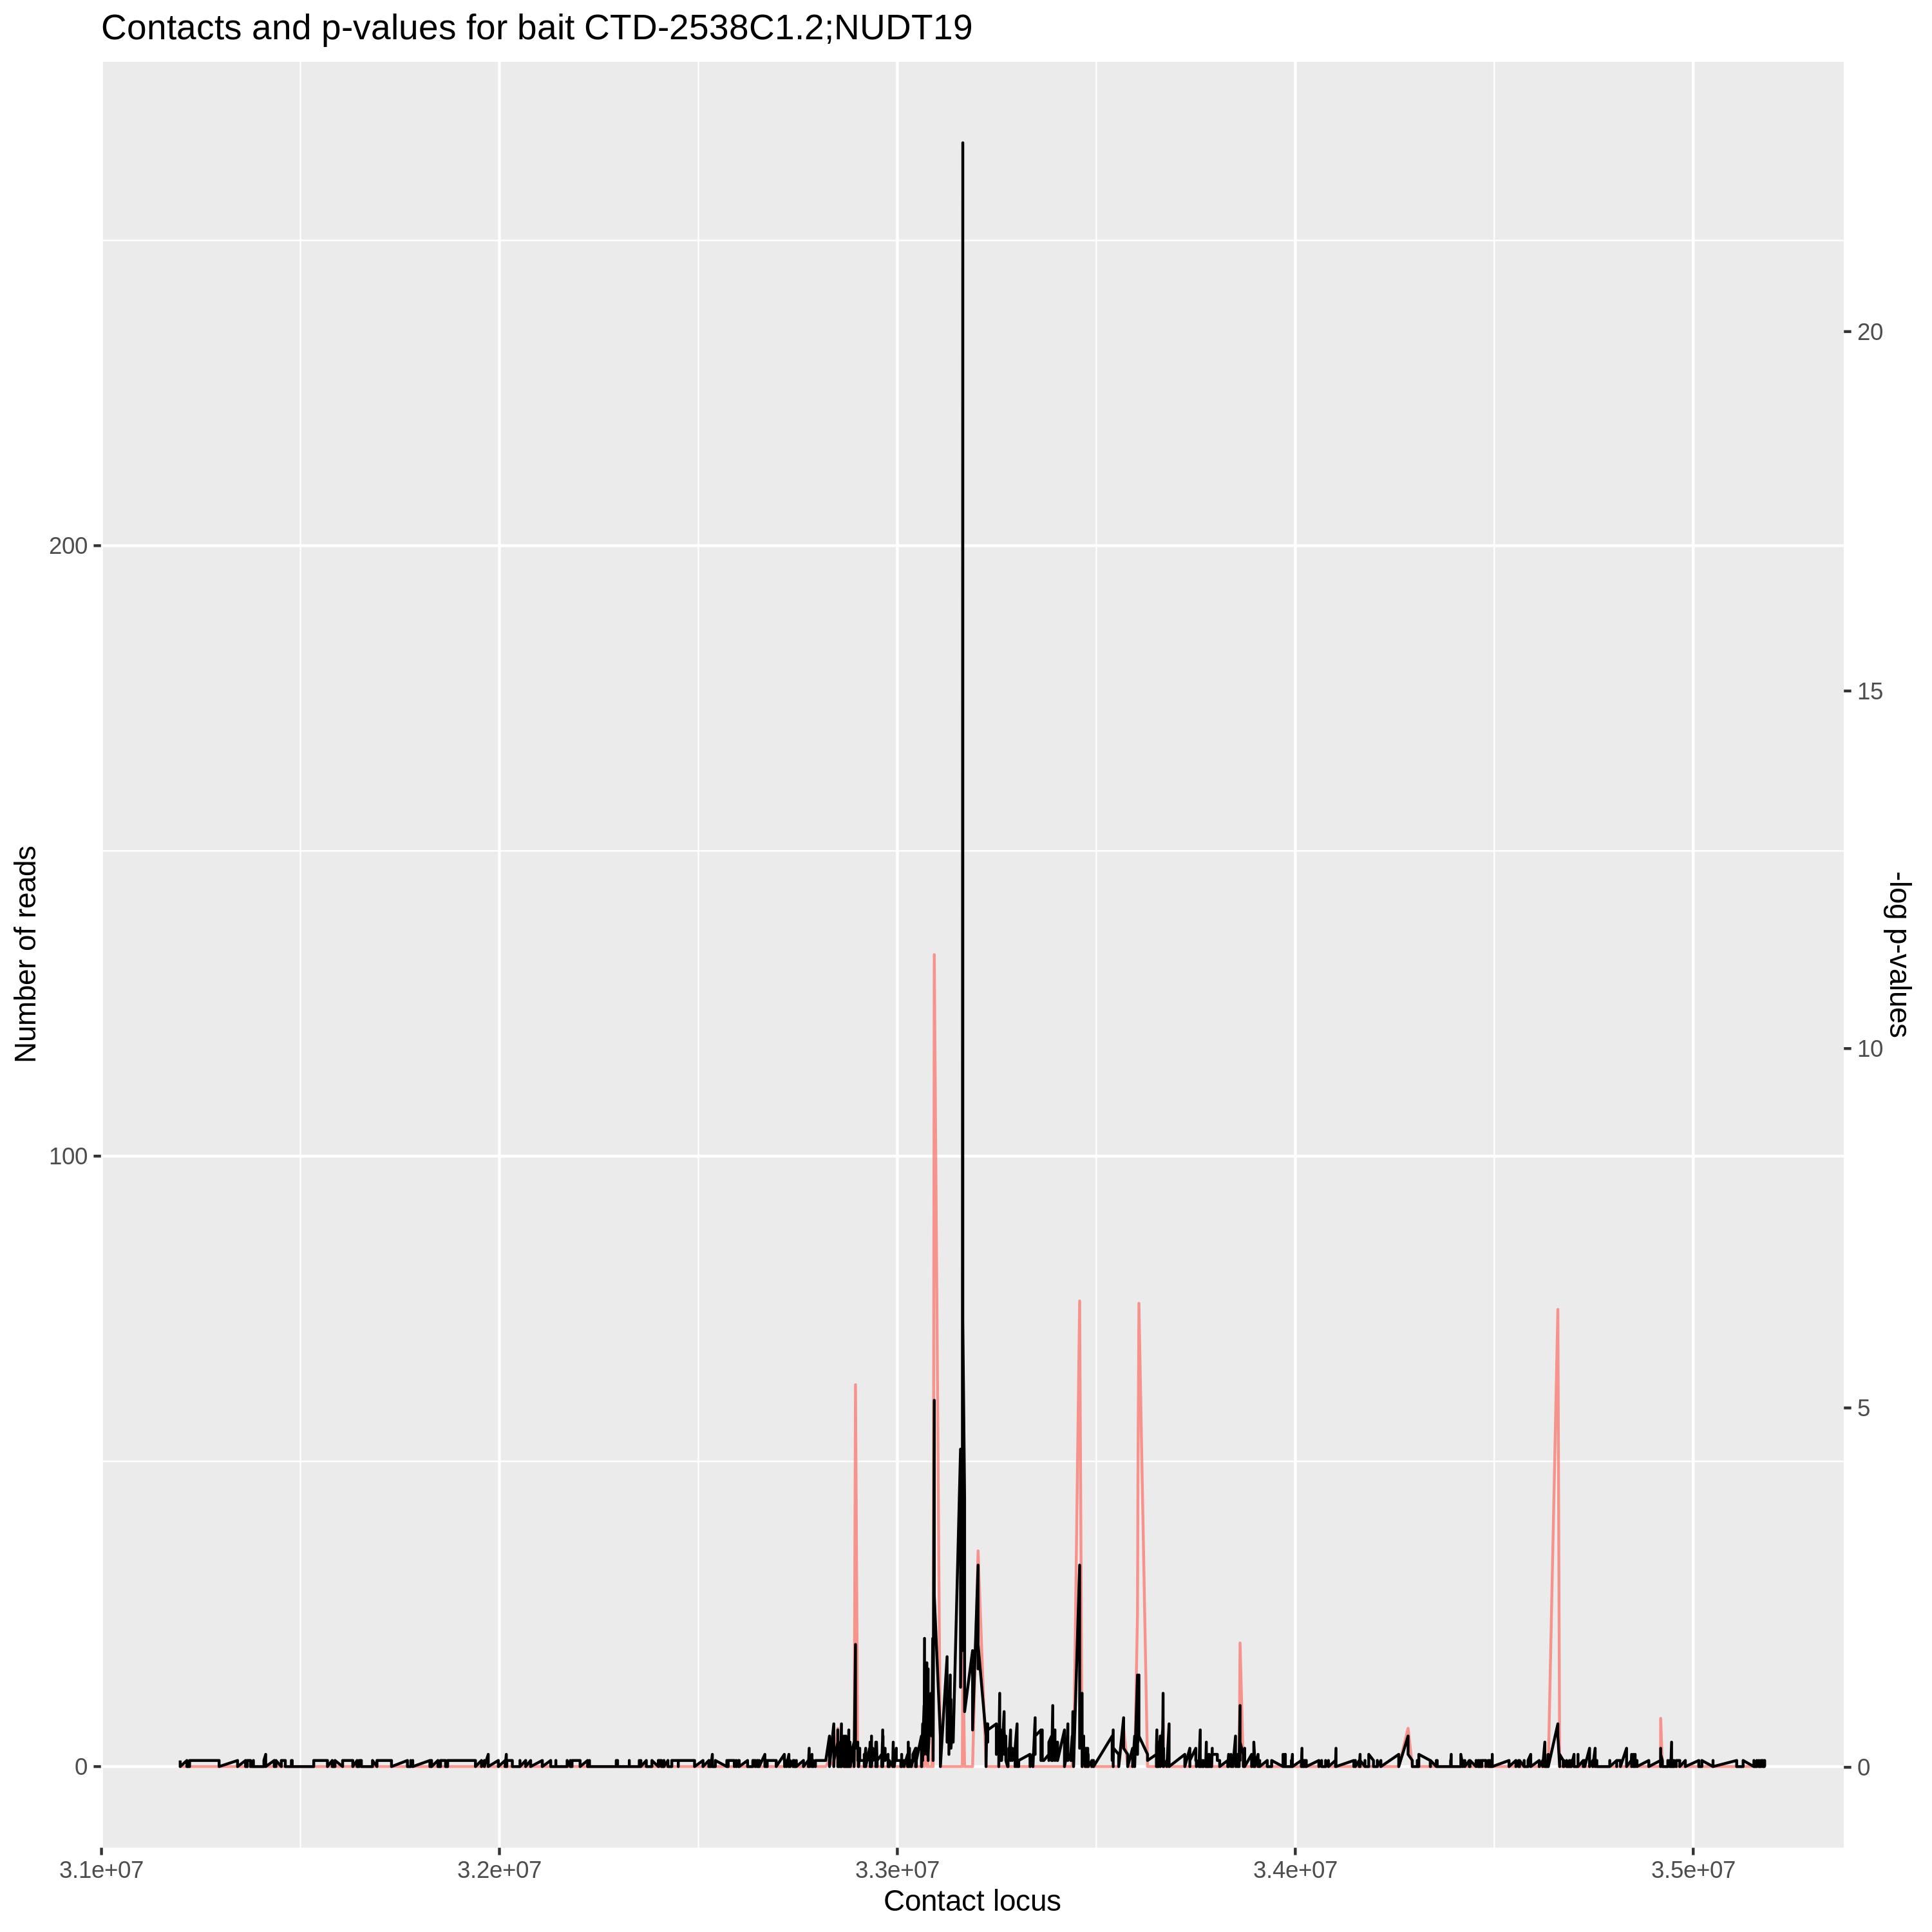 Contacts and p-values for bait CTD-2538C1.2;NUDT19
Number of reads
200
100
0
20
15
10
5
0
-log p-values
3.1e+07
3.2e+07
3.3e+07
3.4e+07
3.5e+07
Contact locus